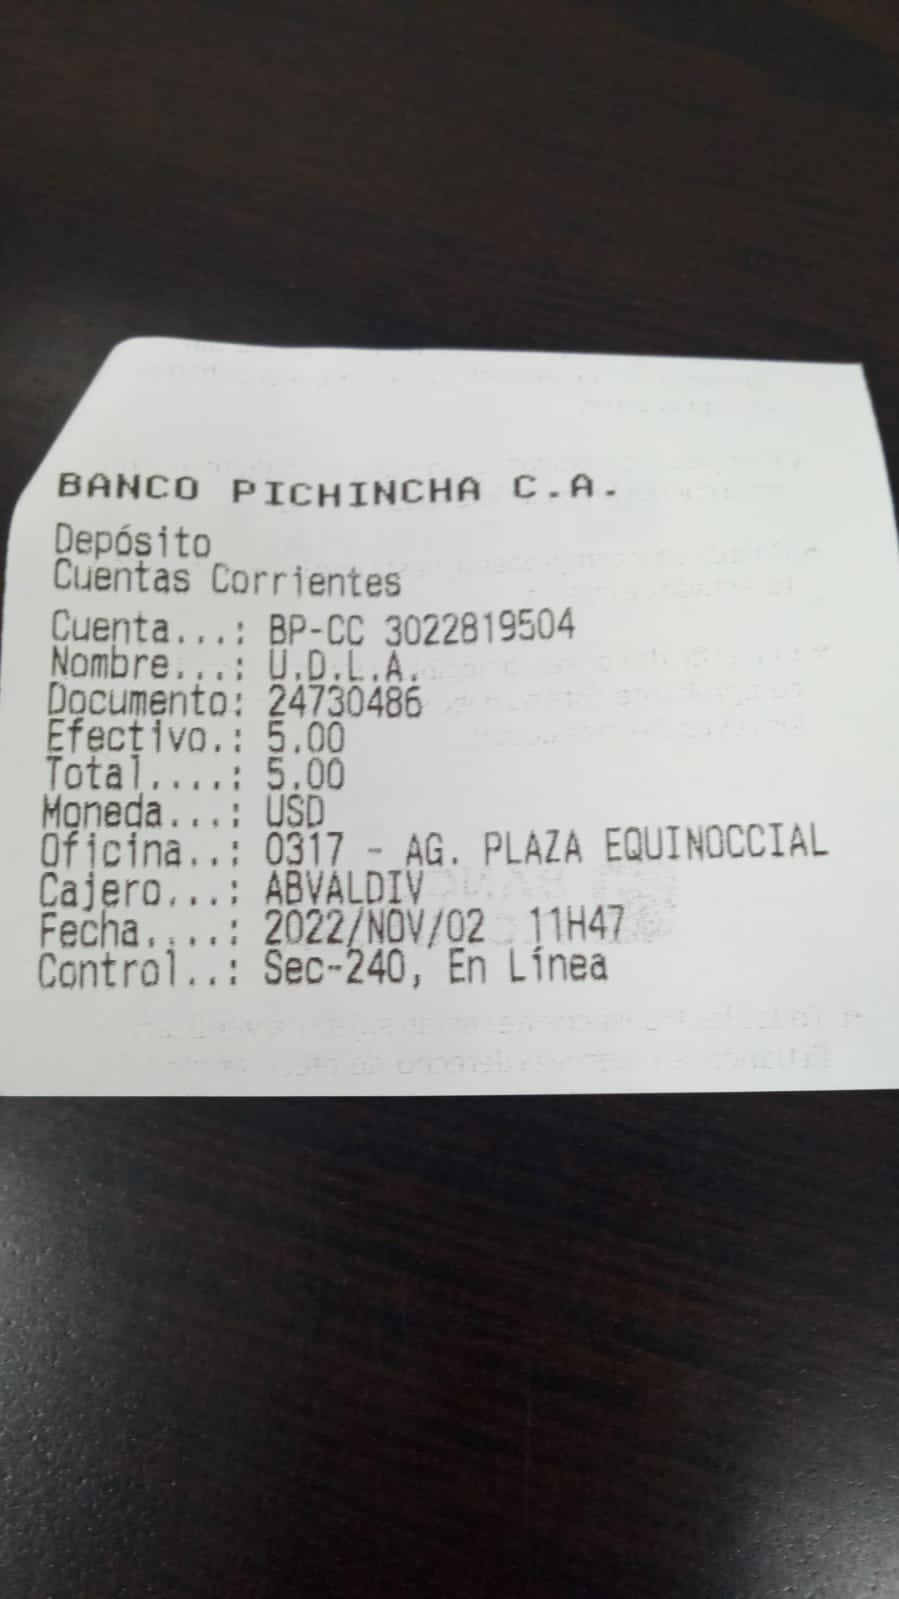 BANCO PICHINCHA C.A.
Depósito
Cuentas Corrientes
Cuenta...: BP-CC 3022819504
Nombre...: U.D.L.A.
Documento: 24730486
Efectivo.: 5.00
Total....: 5.00
Moneda...: USD
Oficina..: 0317 - AG. PLAZA EQUINOCCIAL
Cajero...: ABVALDIV
Fecha....: 2022/NOV/02 11H47
Control..: Sec-240, En Línea